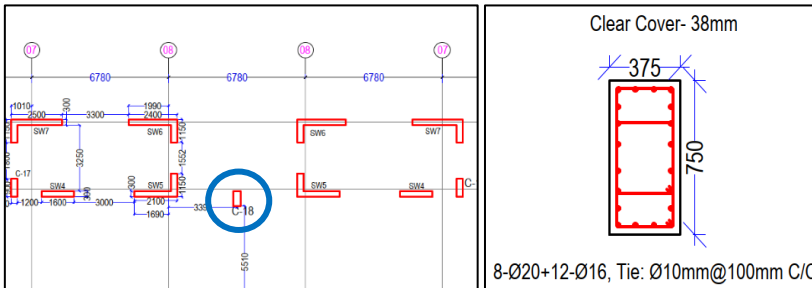 07
08
08
07
6780
6780
6780
1010
2500
300
3300
1990
2400
1150
SW7
SW6
SW6
SW7
3250
1552
C-17
SW4
SW5
300
1150
SW5
SW4
C-
1200
1600
3000
2100
1690
339
C-18
5510
Clear Cover- 38mm
375
750
8-Ø20+12-Ø16, Tie: Ø10mm@100mm C/C